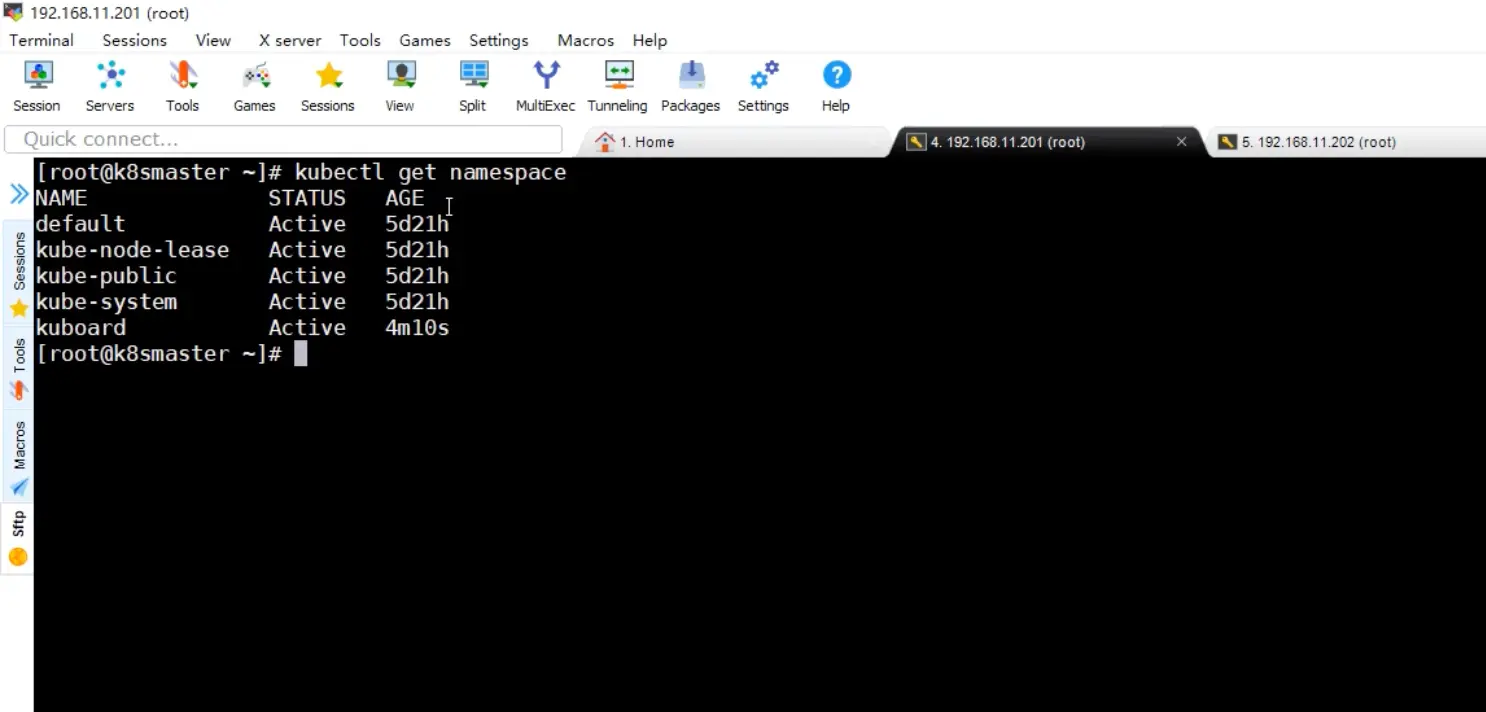 192.168.11.201 (root)
Terminal Sessions View X server Tools Games Settings Macros Help
Session Servers Tools Games Sessions View Split MultiExec Tunneling Packages Settings Help
Quick connect... 1. Home 4. 192.168.11.201 (root) 5. 192.168.11.202 (root)
[root@k8smaster ~]# kubectl get namespace
NAME STATUS AGE
default Active 5d21h
kube-node-lease Active 5d21h
kube-public Active 5d21h
kube-system Active 5d21h
kuboard Active 4m10s
[root@k8smaster ~]#
Sessions
Tools
Macros
Sftp